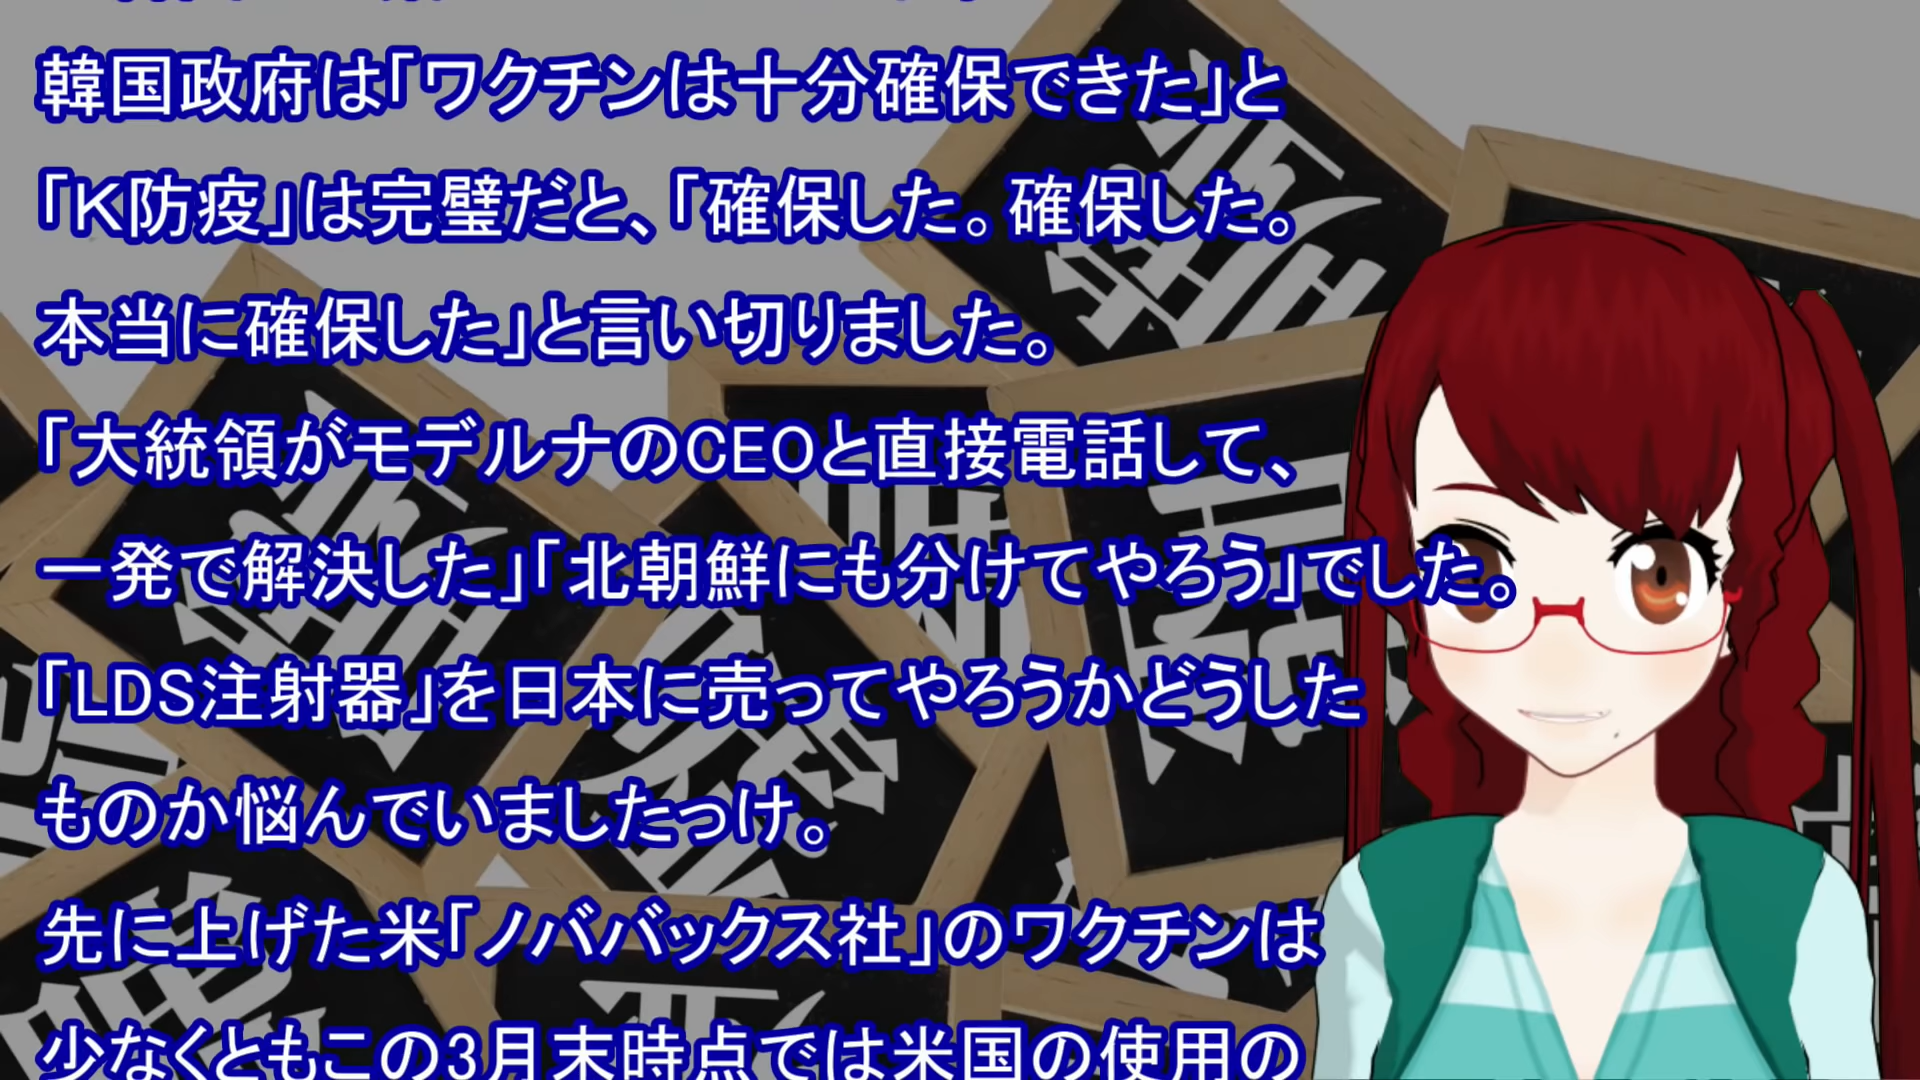 韓国政府は「ワクチンは十分確保できた」と
「K防疫」は完璧だと、「確保した。確保した。
本当に確保した」と言い切りました。
「大統領がモデルナのCEOと直接電話して、
一発で解決した」「北朝鮮にも分けてやろう」でした。
「LDS注射器」を日本に売ってやろうかどうした
ものか悩んでいましたっけ。
先に上げた米「ノババックス社」のワクチンは
少なくともこの3月末時点では米国の使用の